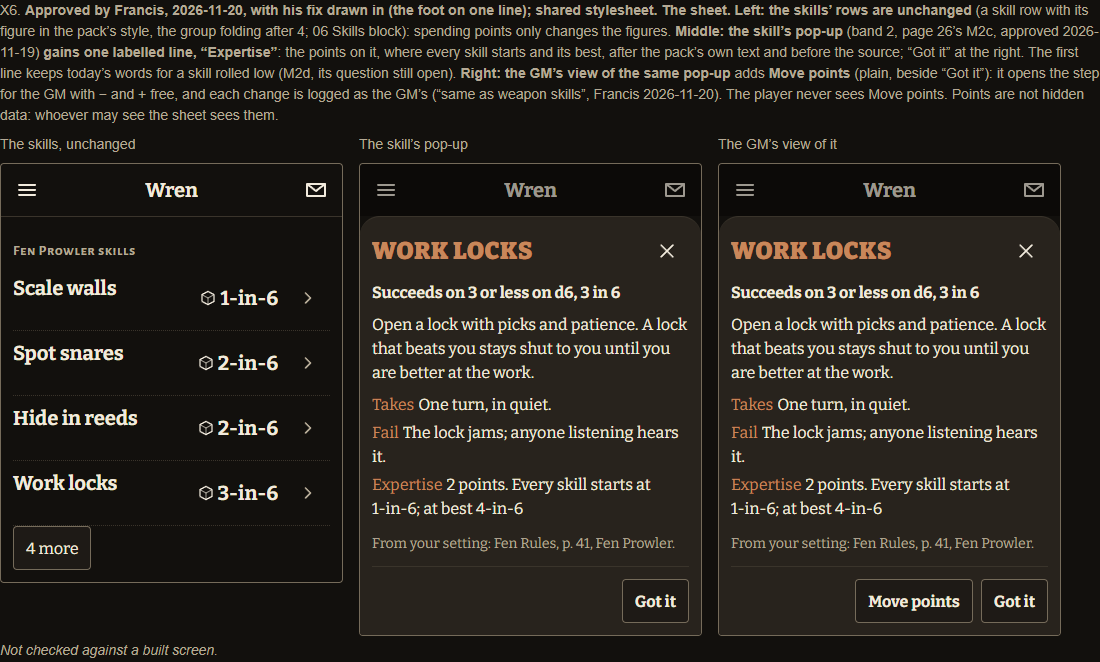 X6. Approved by Francis, 2026-11-20, with his fix drawn in (the foot on one line); shared stylesheet. The sheet. Left: the skills' rows are unchanged (a skill row with its
figure in the pack's style, the group folding after 4; 06 Skills block): spending points only changes the figures. Middle: the skill's pop-up (band 2, page 26's M2c, approved 2026-
11-19) gains one labelled line, “Expertise”: the points on it, where every skill starts and its best, after the pack's own text and before the source; “Got it” at the right. The first
line keeps today's words for a skill rolled low (M2d, its question still open). Right: the GM's view of the same pop-up adds Move points (plain, beside “Got it”): it opens the step
for the GM with − and + free, and each change is logged as the GM's (“same as weapon skills”, Francis 2026-11-20). The player never sees Move points. Points are not hidden
data: whoever may see the sheet sees them.
The skills, unchanged
Wren
FEN PROWLER SKILLS
Scale walls
1-in-6
Spot snares
2-in-6
Hide in reeds
2-in-6
Work locks
3-in-6
4 more
The skill's pop-up
Wren
WORK LOCKS
Succeeds on 3 or less on d6, 3 in 6
Open a lock with picks and patience. A lock
that beats you stays shut to you until you
are better at the work.
Takes One turn, in quiet.
Fail The lock jams; anyone listening hears
it.
Expertise 2 points. Every skill starts at
1-in-6; at best 4-in-6
From your setting: Fen Rules, p. 41, Fen Prowler.
Got it
The GM's view of it
Wren
WORK LOCKS
Succeeds on 3 or less on d6, 3 in 6
Open a lock with picks and patience. A lock
that beats you stays shut to you until you
are better at the work.
Takes One turn, in quiet.
Fail The lock jams; anyone listening hears
it.
Expertise 2 points. Every skill starts at
1-in-6; at best 4-in-6
From your setting: Fen Rules, p. 41, Fen Prowler.
Move points
Got it
Not checked against a built screen.